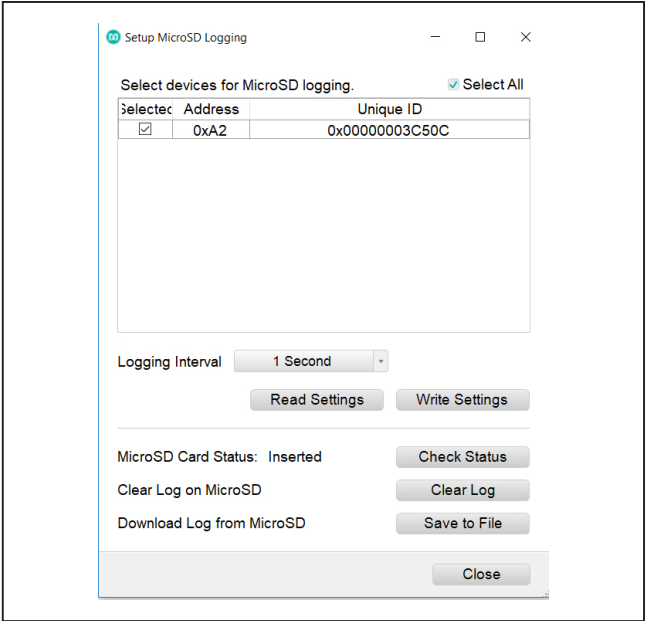 Setup MicroSD Logging
Select devices for MicroSD logging. Select All
Selected Address Unique ID
0xA2 0x00000003C50C
Logging Interval 1 Second
Read Settings Write Settings
MicroSD Card Status: Inserted Check Status
Clear Log on MicroSD Clear Log
Download Log from MicroSD Save to File
Close